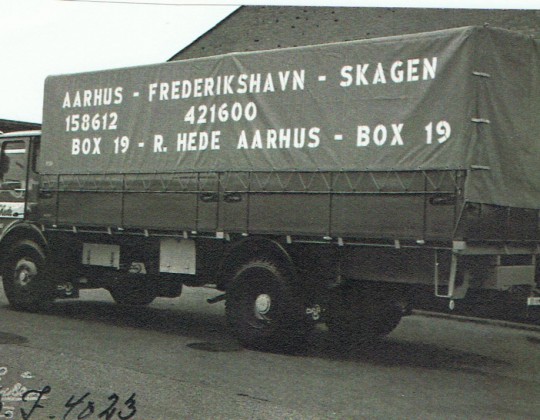 AARHUS - FREDERIKSHAVN - SKAGEN
158612 421600
BOX 19 - R. HEDE AARHUS - BOX 19
J. 4023